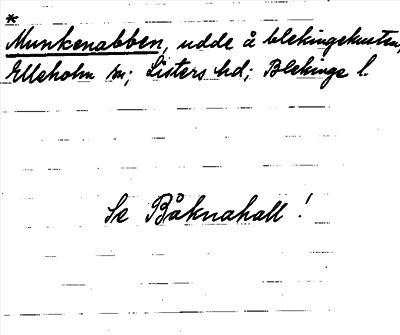 *
Munkenabben, udde å blekingekusten,
Elleholm sn; Listers hd; Blekinge l.
Se Båknahall!